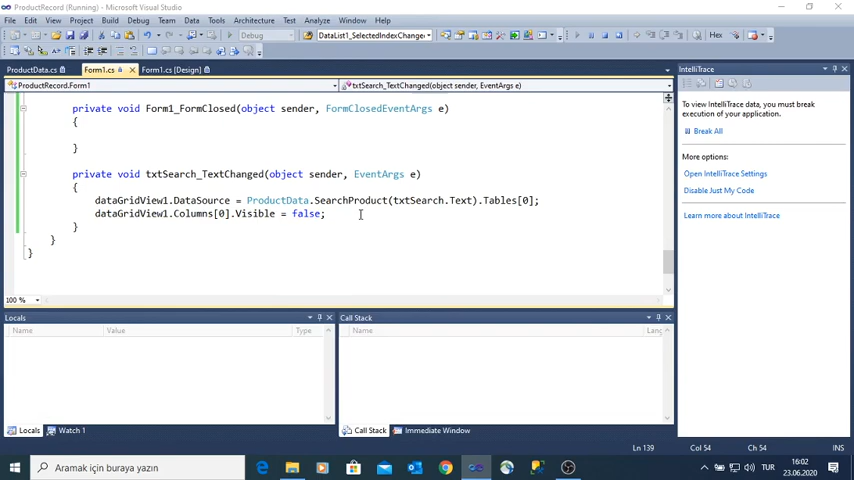 ProductRecord (Running) - Microsoft Visual Studio
File Edit View Project Build Debug Team Data Tools Architecture Test Analyze Window Help
Debug DataList1_SelectedIndexChange Hex
ProductData.cs Form1.cs Form1.cs [Design]
ProductRecord.Form1 txtSearch_TextChanged(object sender, EventArgs e)
private void Form1_FormClosed(object sender, FormClosedEventArgs e)
{
}
private void txtSearch_TextChanged(object sender, EventArgs e)
{
dataGridView1.DataSource = ProductData.SearchProduct(txtSearch.Text).Tables[0];
dataGridView1.Columns[0].Visible = false;
}
}
}
100 %
IntelliTrace
To view IntelliTrace data, you must break
execution of your application.
Break All
More options:
Open IntelliTrace Settings
Disable Just My Code
Learn more about IntelliTrace
Locals
Name Value Type
Call Stack
Name Lang
Locals Watch 1
Call Stack Immediate Window
Ln 139 Col 54 Ch 54 INS
Aramak için buraya yazın
TUR
16:02
23.06.2020